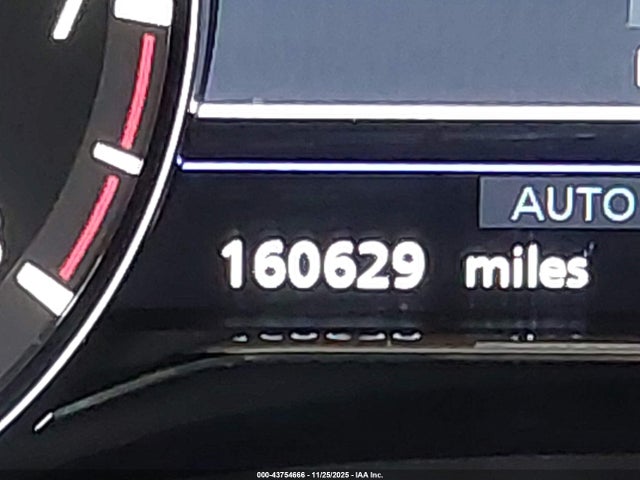 AUTO
160629 miles
000-43754666 - 11/25/2025 - IAA Inc.